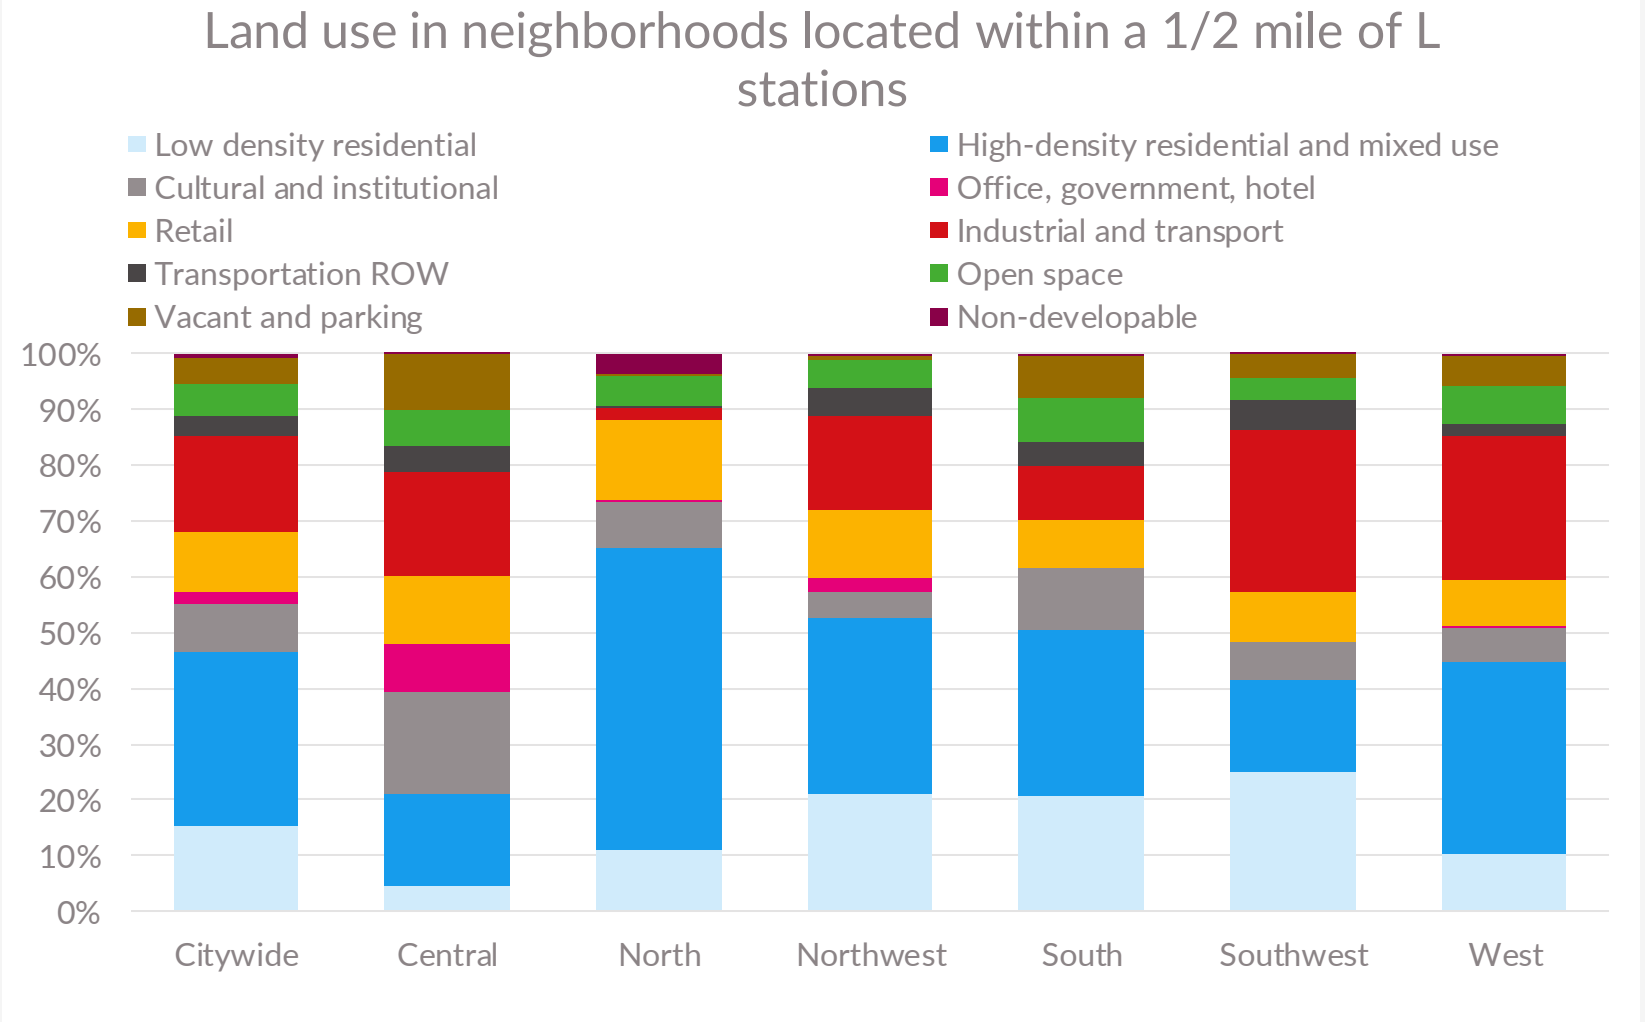 Land use in neighborhoods located within a 1/2 mile of L
stations
Low density residential
High-density residential and mixed use
Cultural and institutional
Office, government, hotel
Retail
Industrial and transport
Transportation ROW
Open space
Vacant and parking
Non-developable
100%
90%
80%
70%
60%
50%
40%
30%
20%
10%
0%
Citywide
Central
North
Northwest
South
Southwest
West